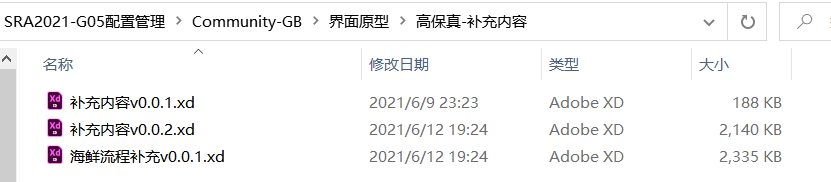 SRA2021-G05配置管理 > Community-GB > 界面原型 > 高保真-补充内容
名称 修改日期 类型 大小
补充内容v0.0.1.xd 2021/6/9 23:23 Adobe XD 188 KB
补充内容v0.0.2.xd 2021/6/12 19:24 Adobe XD 2,140 KB
海鲜流程补充v0.0.1.xd 2021/6/12 19:24 Adobe XD 2,335 KB